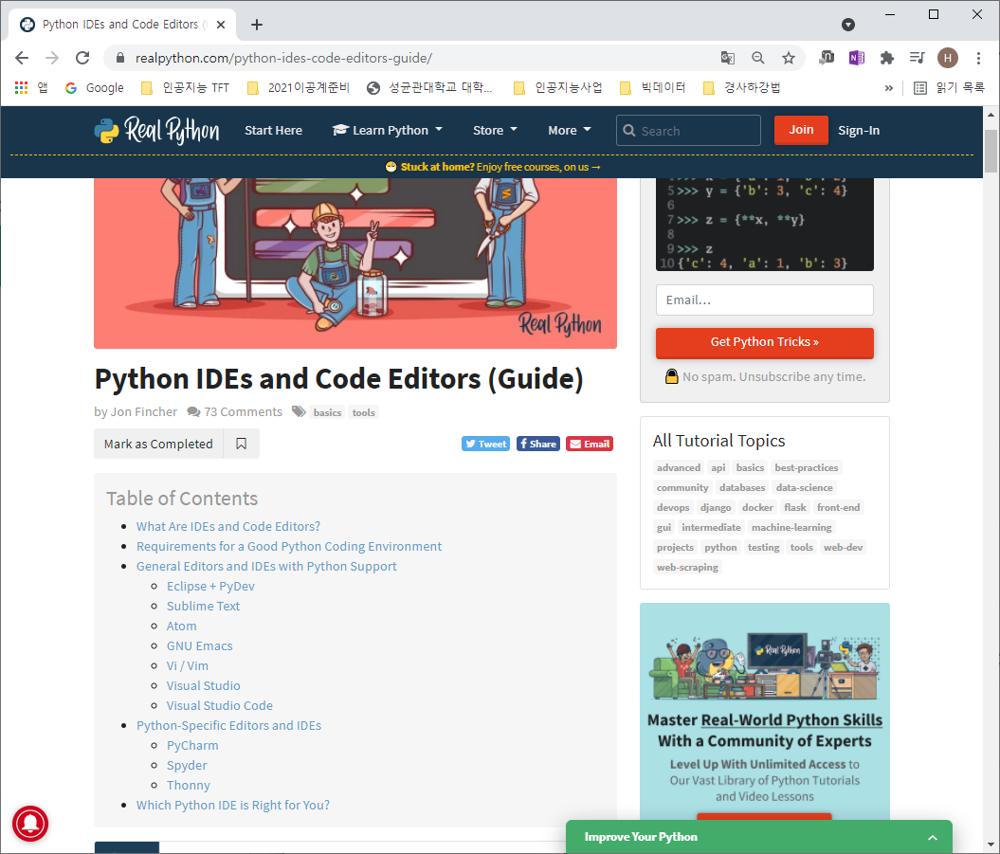 Python IDEs and Code Editors (
realpython.com/python-ides-code-editors-guide/
H
앱
Google
인공지능 TFT
2021이공계준비
성균관대학교 대학...
인공지능사업
빅데이터
경사하강법
»
읽기 목록
Real Python
Start Here
Learn Python
Store
More
Search
Join
Sign-In
Stuck at home? Enjoy free courses, on us →
Real Python
Python IDEs and Code Editors (Guide)
by Jon Fincher
73 Comments
basics
tools
Mark as Completed
Tweet
Share
Email
Table of Contents
What Are IDEs and Code Editors?
Requirements for a Good Python Coding Environment
General Editors and IDEs with Python Support
Eclipse + PyDev
Sublime Text
Atom
GNU Emacs
Vi / Vim
Visual Studio
Visual Studio Code
Python-Specific Editors and IDEs
PyCharm
Spyder
Thonny
Which Python IDE is Right for You?
5 >>> y = {'b': 3, 'c': 4}
6
7 >>> z = {**x, **y}
8
9 >>> z
10 {'c': 4, 'a': 1, 'b': 3}
Email…
Get Python Tricks »
No spam. Unsubscribe any time.
All Tutorial Topics
advanced api basics best-practices
community databases data-science
devops django docker flask front-end
gui intermediate machine-learning
projects python testing tools web-dev
web-scraping
Real Python
Master Real-World Python Skills
With a Community of Experts
Level Up With Unlimited Access to
Our Vast Library of Python Tutorials
and Video Lessons
Improve Your Python